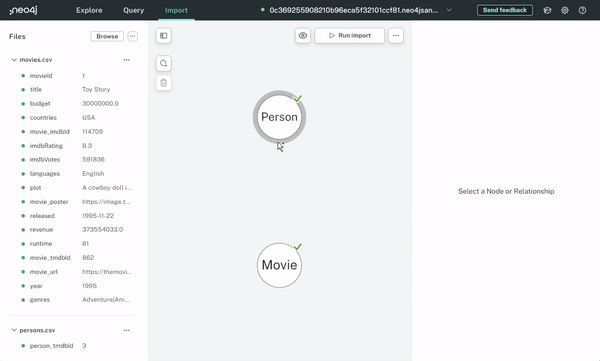 neo4j Explore Query Import 0c369255908210b96eca5f32101ccf81.neo4jsan... Send feedback
Files Browse ... Run import ...
movies.csv ...
movieId 1
title Toy Story
budget 30000000.0
countries USA
movie_imdbId 114709
imdbRating 8.3
imdbVotes 591836
languages English
plot A cowboy doll i...
movie_poster https://image.t...
released 1995-11-22
revenue 373554033.0
runtime 81
movie_tmdbId 862
movie_url https://themovi...
year 1995
genres Adventure|Ani...
persons.csv ...
person_tmdbId 3
Person
Movie
Select a Node or Relationship